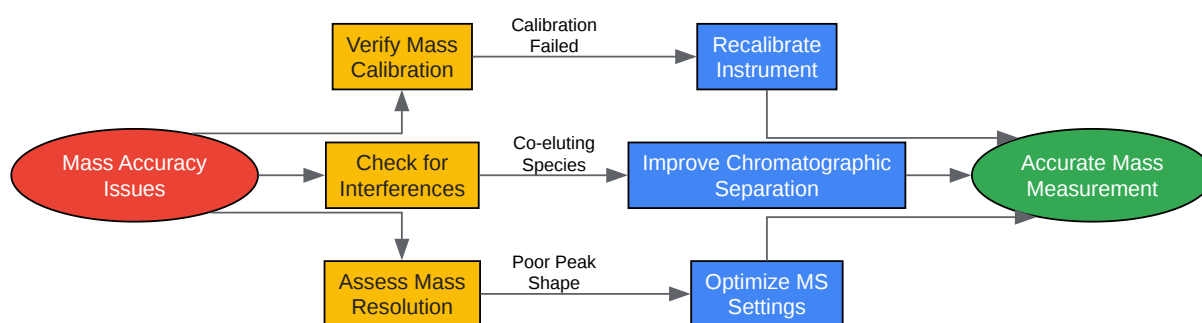 Calibration
Failed
Verify Mass
Calibration
Recalibrate
Instrument
Mass Accuracy
Issues
Check for
Interferences
Co-eluting
Species
Improve Chromatographic
Separation
Accurate Mass
Measurement
Assess Mass
Resolution
Poor Peak
Shape
Optimize MS
Settings